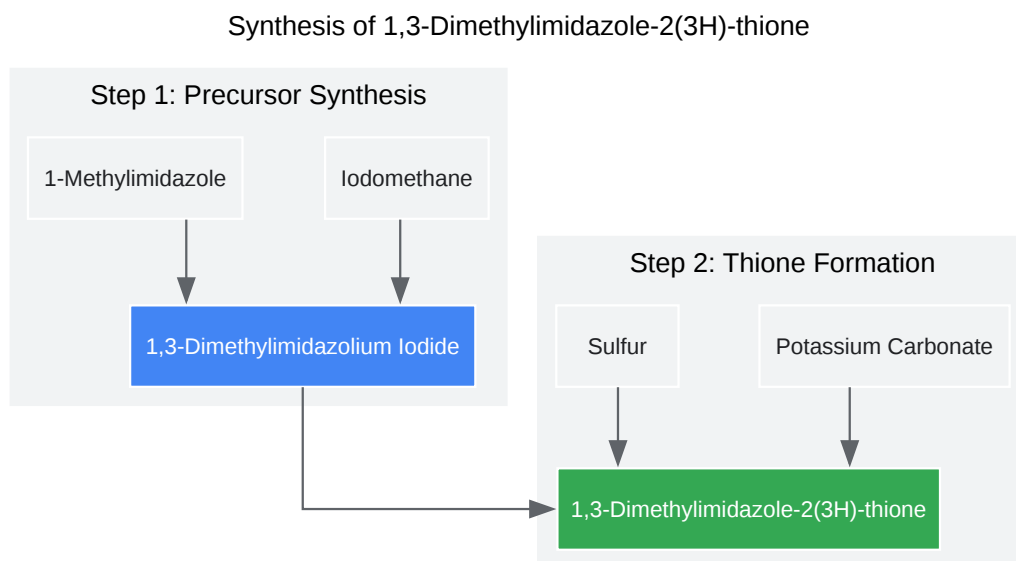 Synthesis of 1,3-Dimethylimidazole-2(3H)-thione
Step 1: Precursor Synthesis
1-Methylimidazole
Iodomethane
1,3-Dimethylimidazolium Iodide
Step 2: Thione Formation
Sulfur
Potassium Carbonate
1,3-Dimethylimidazole-2(3H)-thione